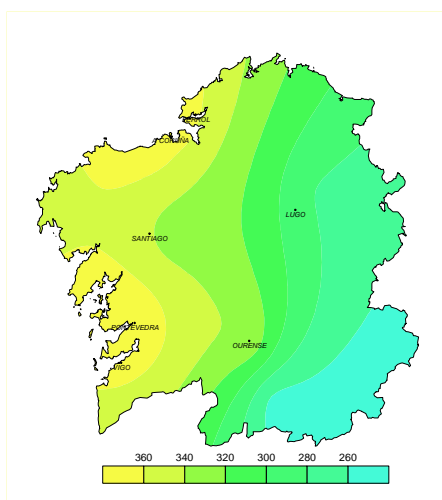 FERROL
A CORUÑA
LUGO
SANTIAGO
PONTEVEDRA
OURENSE
VIGO
360 340 320 300 280 260